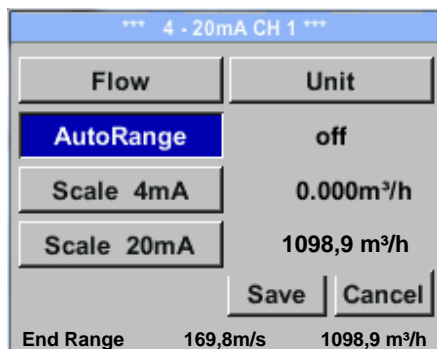 *** 4 - 20mA CH 1 ***
Flow Unit
AutoRange off
Scale 4mA 0.000m³/h
Scale 20mA 1098,9 m³/h
Save Cancel
End Range 169,8m/s 1098,9 m³/h